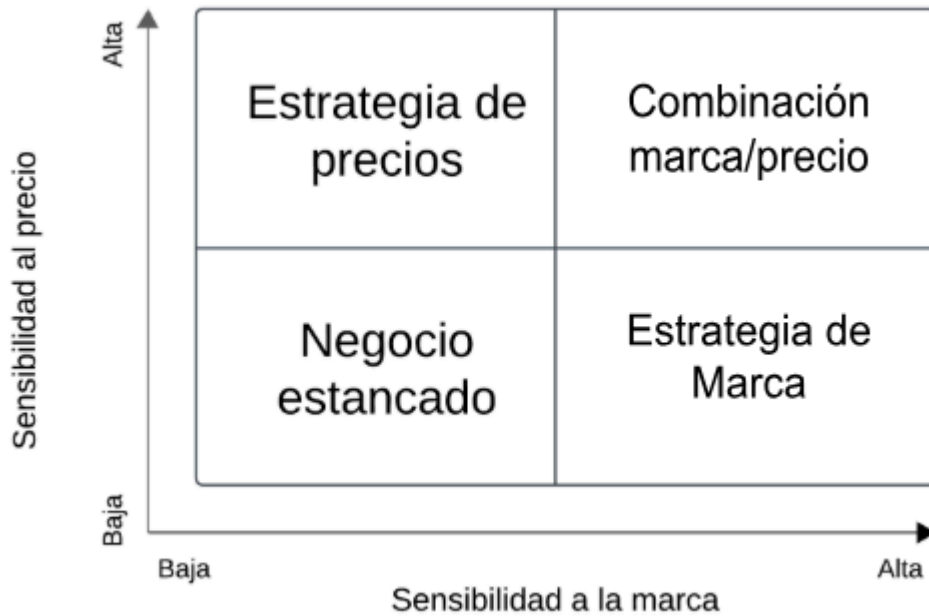 Alta
Estrategia de
precios
Combinación
marca/precio
Sensibilidad al precio
Negocio
estancado
Estrategia de
Marca
Baja
Baja
Alta
Sensibilidad a la marca